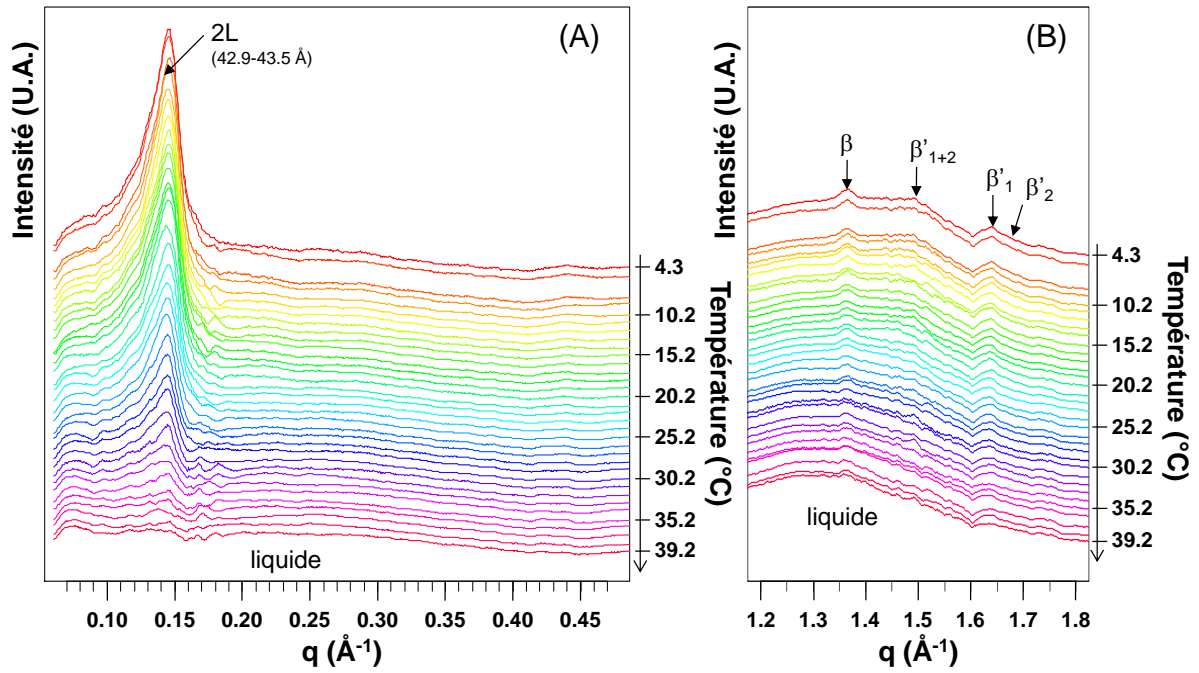 (A)
2L
(42.9-43.5 Å)
Intensité (U.A.)
4.3
10.2
15.2
20.2
25.2
30.2
35.2
39.2
Température (°C)
liquide
0.10 0.15 0.20 0.25 0.30 0.35 0.40 0.45
q (Å-1)
(B)
Intensité (U.A.)
β
β'1+2
β'1
β'2
4.3
10.2
15.2
20.2
25.2
30.2
35.2
39.2
Température (°C)
liquide
1.2 1.3 1.4 1.5 1.6 1.7 1.8
q (Å-1)